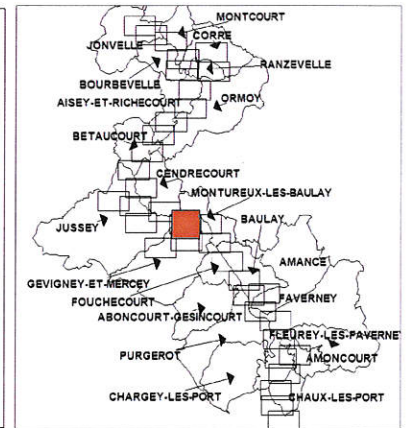 MONTCOURT
JONVELLE
CORRE
RANZEVELLE
BOURBEVELLE
AISEY-ET-RICHECOURT
ORMOY
BETAUCOURT
CENDRECOURT
MONTUREUX-LES-BAULAY
JUSSEY
BAULAY
AMANCE
GEVIGNEY-ET-MERCEY
FOUCHECOURT
FAVERNEY
ABONCOURT-GESINCOURT
FLEUREY-LES-FAVERNEY
PURGEROT
AMONCOURT
CHARGEY-LES-PORT
CHAUX-LES-PORT